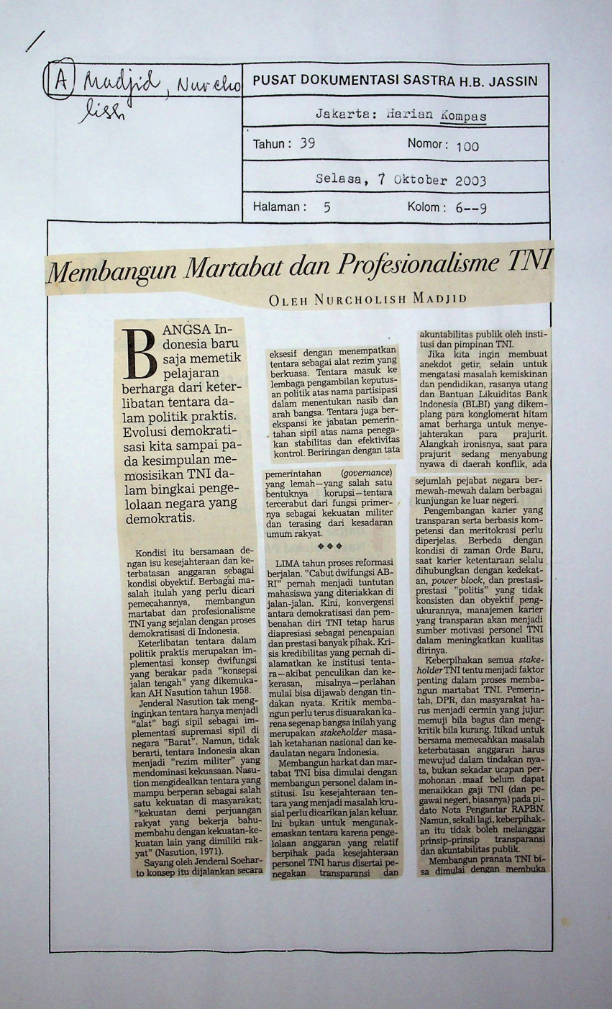 A Madjid, Nurcho
lish
PUSAT DOKUMENTASI SASTRA H.B. JASSIN
Jakarta: Harian Kompas
Tahun : 39 Nomor : 100
Selasa, 7 Oktober 2003
Halaman : 5 Kolom : 6--9
Membangun Martabat dan Profesionalisme TNI
OLEH NURCHOLISH MADJID
BANGSA In-
donesia baru
saja memetik
pelajaran
berharga dari keter-
libatan tentara da-
lam politik praktis.
Evolusi demokrati-
sasi kita sampai pa-
da kesimpulan me-
mosisikan TNI da-
lam bingkai penge-
lolaan negara yang
demokratis.
Kondisi itu bersamaan de-
ngan isu kesejahteraan dan ke-
terbatasan anggaran sebagai
kondisi obyektif. Berbagai ma-
salah itulah yang perlu dicari
pemecahannya, membangun
martabat dan profesionalisme
TNI yang sejalan dengan proses
demokratisasi di Indonesia.
Keterlibatan tentara dalam
politik praktis merupakan im-
plementasi konsep dwifungsi
yang berakar pada "konsepsi
jalan tengah" yang dikemuka-
kan AH Nasution tahun 1958.
Jenderal Nasution tak meng-
inginkan tentara hanya menjadi
"alat" bagi sipil sebagai im-
plementasi supremasi sipil di
negara "Barat". Namun, tidak
berarti, tentara Indonesia akan
menjadi "rezim militer" yang
mendominasi kekuasaan. Nasu-
tion mengidealkan tentara yang
mampu berperan sebagai salah
satu kekuatan di masyarakat;
"kekuatan demi perjuangan
rakyat yang bekerja bahu-
membahu dengan kekuatan-ke-
kuatan lain yang dimiliki rak-
yat" (Nasution, 1971).
Sayang oleh Jenderal Soehar-
to konsep itu dijalankan secara
eksesif dengan menempatkan
tentara sebagai alat rezim yang
berkuasa. Tentara masuk ke
lembaga pengambilan keputus-
an politik atas nama partisipasi
dalam menentukan nasib dan
arah bangsa. Tentara juga ber-
ekspansi ke jabatan pemerin-
tahan sipil atas nama penega-
kan stabilitas dan efektivitas
kontrol. Beriringan dengan tata
pemerintahan (governance)
yang lemah—yang salah satu
bentuknya korupsi—tentara
tercerabut dari fungsi primer-
nya sebagai kekuatan militer
dan terasing dari kesadaran
umum rakyat.
◆◆◆
LIMA tahun proses reformasi
berjalan. "Cabut dwifungsi AB-
RI" pernah menjadi tuntutan
mahasiswa yang diteriakkan di
jalan-jalan. Kini, konvergensi
antara demokratisasi dan pem-
benahan diri TNI tetap harus
diapresiasi sebagai pencapaian
dan prestasi banyak pihak. Kri-
sis kredibilitas yang pernah di-
alamatkan ke institusi tenta-
ra—akibat penculikan dan ke-
kerasan, misalnya—perlahan
mulai bisa dijawab dengan tin-
dakan nyata. Kritik memba-
ngun perlu terus disuarakan ka-
rena segenap bangsa inilah yang
merupakan stakeholder masa-
lah ketahanan nasional dan ke-
daulatan negara Indonesia.
Membangun harkat dan mar-
tabat TNI bisa dimulai dengan
membangun personel dalam in-
stitusi. Isu kesejahteraan ten-
tara yang menjadi masalah kru-
sial perlu dicarikan jalan keluar.
Ini bukan untuk menganak-
emaskan tentara karena penge-
lolaan anggaran yang relatif
berpihak pada kesejahteraan
personel TNI harus disertai pe-
negakan transparansi dan
akuntabilitas publik oleh insti-
tusi dan pimpinan TNI.
Jika kita ingin membuat
anekdot getir, selain untuk
mengatasi masalah kemiskinan
dan pendidikan, rasanya utang
dan Bantuan Likuiditas Bank
Indonesia (BLBI) yang dikem-
plang para konglomerat hitam
amat berharga untuk menye-
jahterakan para prajurit.
Alangkah ironisnya, saat para
prajurit sedang menyabung
nyawa di daerah konflik, ada
sejumlah pejabat negara ber-
mewah-mewah dalam berbagai
kunjungan ke luar negeri.
Pengembangan karier yang
transparan serta berbasis kom-
petensi dan meritokrasi perlu
diperjelas. Berbeda dengan
kondisi di zaman Orde Baru,
saat karier ketentaraan selalu
dihubungkan dengan kedekat-
an, power block, dan prestasi-
prestasi "politis" yang tidak
konsisten dan obyektif peng-
ukurannya, manajemen karier
yang transparan akan menjadi
sumber motivasi personel TNI
dalam meningkatkan kualitas
dirinya.
Keberpihakan semua stake-
holder TNI tentu menjadi faktor
penting dalam proses memba-
ngun martabat TNI. Pemerin-
tah, DPR, dan masyarakat ha-
rus menjadi cermin yang jujur:
memuji bila bagus dan meng-
kritik bila kurang. Itikad untuk
bersama memecahkan masalah
keterbatasan anggaran harus
mewujud dalam tindakan nya-
ta, bukan sekadar ucapan per-
mohonan maaf belum dapat
menaikkan gaji TNI (dan pe-
gawai negeri, biasanya) pada pi-
dato Nota Pengantar RAPBN.
Namun, sekali lagi, keberpihak-
an itu tidak boleh melanggar
prinsip-prinsip transparansi
dan akuntabilitas publik.
Membangun pranata TNI bi-
sa dimulai dengan membuka